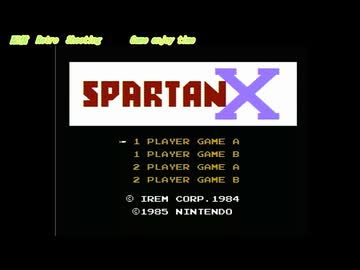 Retro Shooting Game enjoy time
SPARTAN X
1 PLAYER GAME A
1 PLAYER GAME B
2 PLAYER GAME A
2 PLAYER GAME B
© IREM CORP. 1984
©1985 NINTENDO